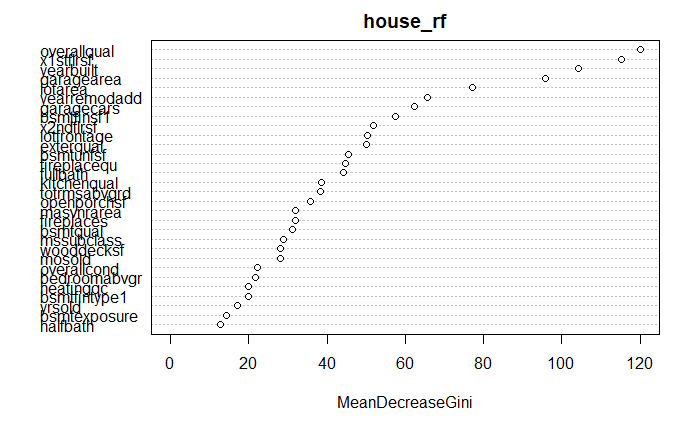 house_rf
overallqual
x1stflrsf
yearbuilt
garagearea
lotarea
yearremodadd
garagecars
bsmtfinsf1
x2ndflrsf
lotfrontage
exterqual
bsmtunfsf
fireplacequ
fullbath
kitchenqual
totrmsabvgrd
openporchsf
masvnrarea
fireplaces
bsmtqual
mssubclass
wooddecksf
mosold
overallcond
bedroomabvgr
heatingqc
bsmtfintype1
yrsold
bsmtexposure
halfbath
0 20 40 60 80 100 120
MeanDecreaseGini